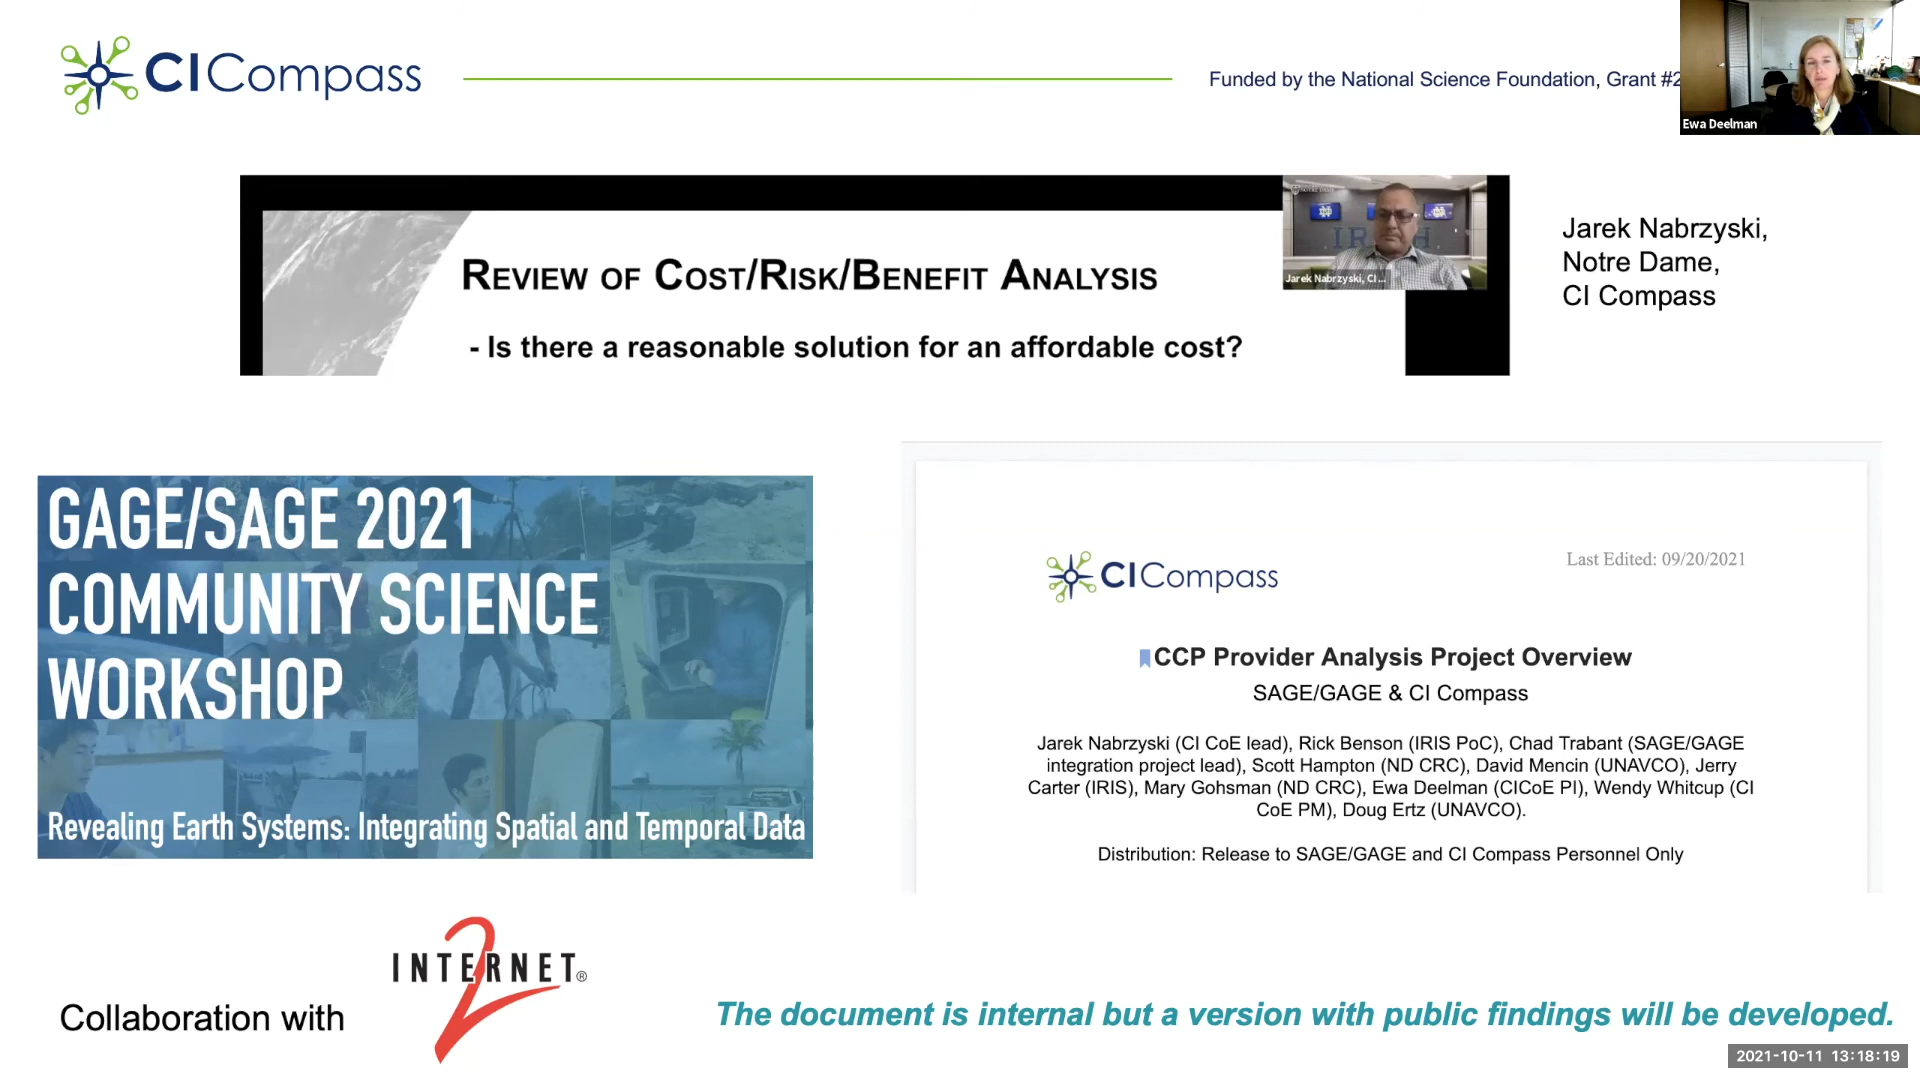 CICompass
Funded by the National Science Foundation, Grant #2
Ewa Deelman
REVIEW OF COST/RISK/BENEFIT ANALYSIS
- Is there a reasonable solution for an affordable cost?
NOTRE DAME
IRISH
Jarek Nabrzyski, CI...
Jarek Nabrzyski,
Notre Dame,
CI Compass
GAGE/SAGE 2021
COMMUNITY SCIENCE
WORKSHOP
Revealing Earth Systems: Integrating Spatial and Temporal Data
CICompass
Last Edited: 09/20/2021
CCP Provider Analysis Project Overview
SAGE/GAGE & CI Compass
Jarek Nabrzyski (CI CoE lead), Rick Benson (IRIS PoC), Chad Trabant (SAGE/GAGE
integration project lead), Scott Hampton (ND CRC), David Mencin (UNAVCO), Jerry
Carter (IRIS), Mary Gohsman (ND CRC), Ewa Deelman (CICoE PI), Wendy Whitcup (CI
CoE PM), Doug Ertz (UNAVCO).
Distribution: Release to SAGE/GAGE and CI Compass Personnel Only
Collaboration with
INTERNET®
2
The document is internal but a version with public findings will be developed.
2021-10-11 13:18:19